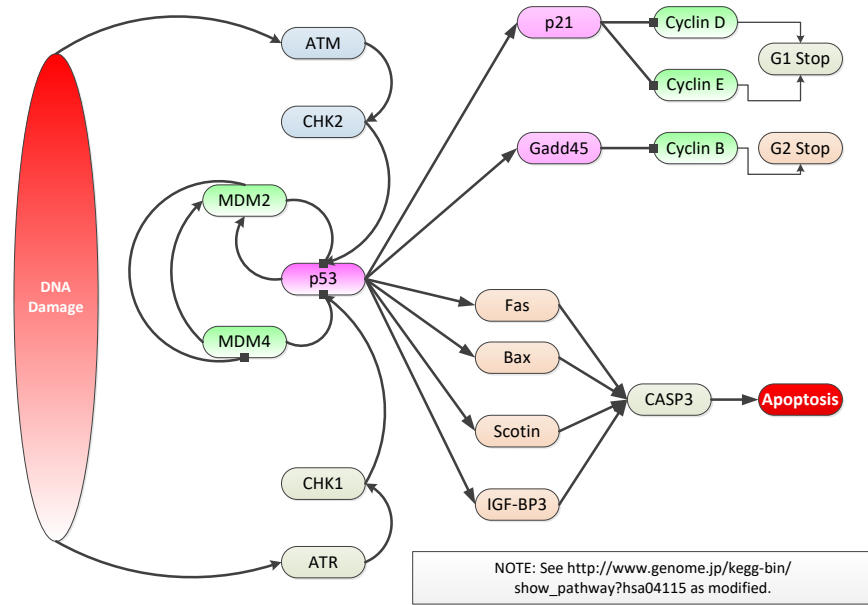 p21
Cyclin D
ATM
G1 Stop
Cyclin E
CHK2
Gadd45
Cyclin B
G2 Stop
MDM2
DNA
Damage
p53
Fas
MDM4
Bax
CASP3
Apoptosis
Scotin
CHK1
IGF-BP3
ATR
NOTE: See http://www.genome.jp/kegg-bin/
show_pathway?hsa04115 as modified.